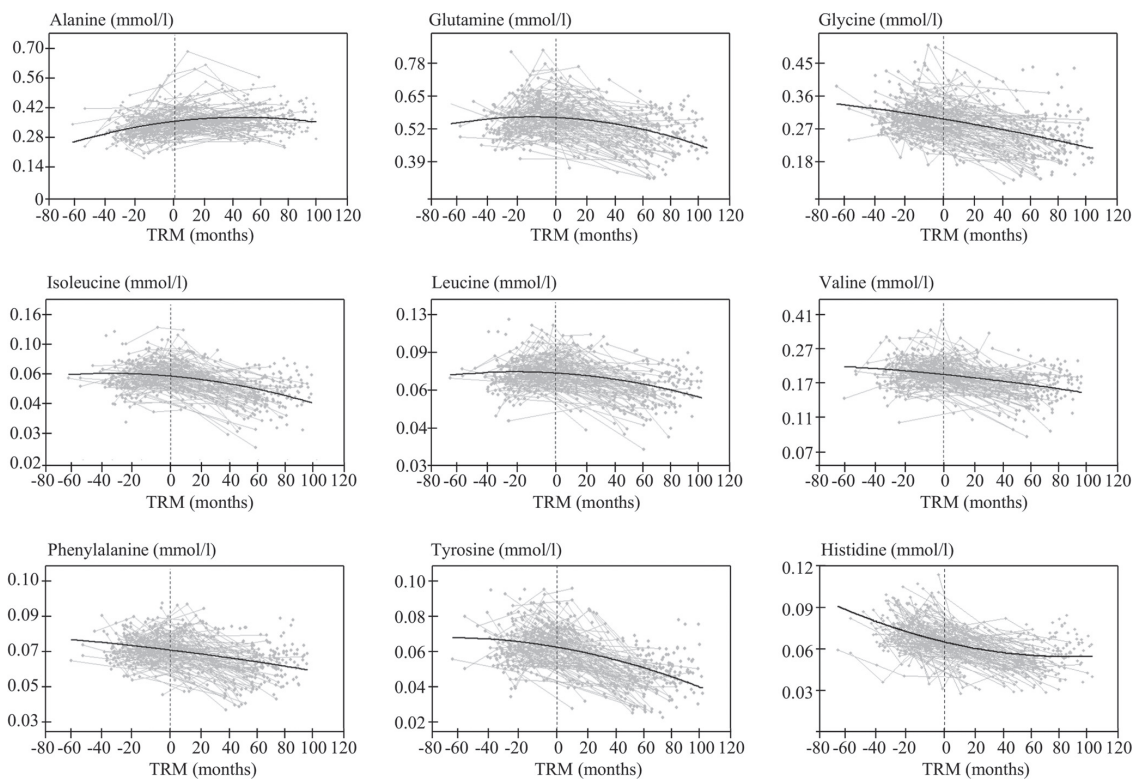 Alanine (mmol/l)
0.70
0.56
0.42
0.28
0.14
0
-80 -60 -40 -20 0 20 40 60 80 100 120
TRM (months)
Glutamine (mmol/l)
0.78
0.65
0.52
0.39
-80 -60 -40 -20 0 20 40 60 80 100 120
TRM (months)
Glycine (mmol/l)
0.45
0.36
0.27
0.18
-80 -60 -40 -20 0 20 40 60 80 100 120
TRM (months)
Isoleucine (mmol/l)
0.16
0.10
0.06
0.04
0.03
0.02
-80 -60 -40 -20 0 20 40 60 80 100 120
TRM (months)
Leucine (mmol/l)
0.13
0.09
0.06
0.04
0.03
-80 -60 -40 -20 0 20 40 60 80 100 120
TRM (months)
Valine (mmol/l)
0.41
0.27
0.17
0.11
0.07
-80 -60 -40 -20 0 20 40 60 80 100 120
TRM (months)
Phenylalanine (mmol/l)
0.10
0.09
0.07
0.05
0.03
-80 -60 -40 -20 0 20 40 60 80 100 120
TRM (months)
Tyrosine (mmol/l)
0.10
0.08
0.06
0.04
0.02
-80 -60 -40 -20 0 20 40 60 80 100 120
TRM (months)
Histidine (mmol/l)
0.12
0.09
0.06
0.03
-80 -60 -40 -20 0 20 40 60 80 100 120
TRM (months)